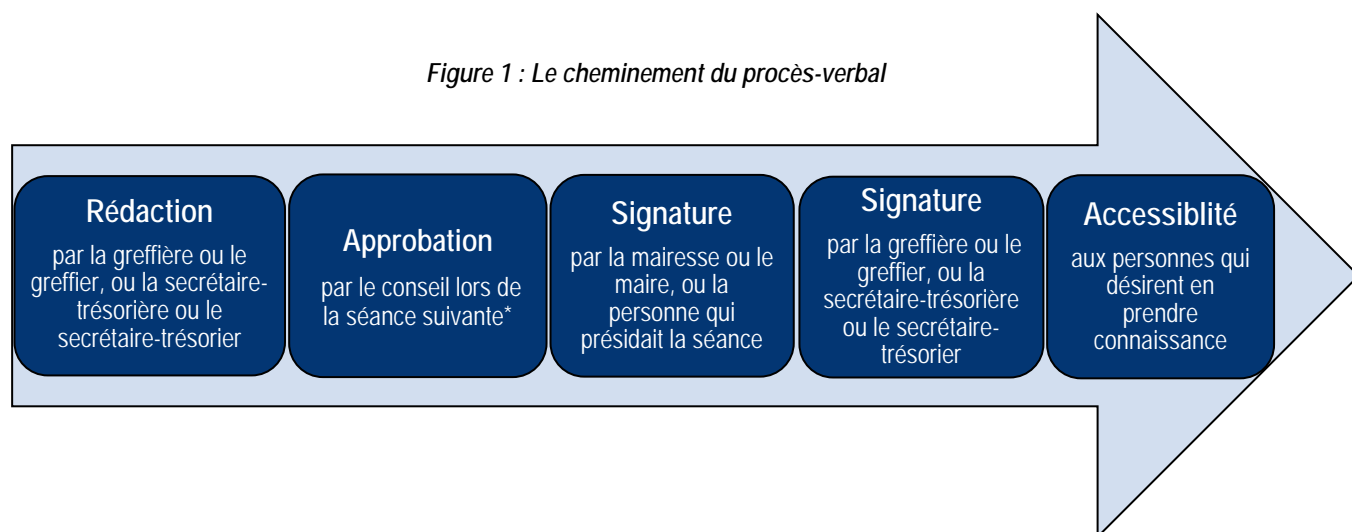 Figure 1 : Le cheminement du procès-verbal
Rédaction
par la greffière ou le
greffier, ou la secrétaire-
trésorière ou le
secrétaire-trésorier
Approbation
par le conseil lors de
la séance suivante*
Signature
par la mairesse ou le
maire, ou la
personne qui
présidait la séance
Signature
par la greffière ou le
greffier, ou la
secrétaire-trésorière
ou le secrétaire-
trésorier
Accessiblité
aux personnes qui
désirent en
prendre
connaissance